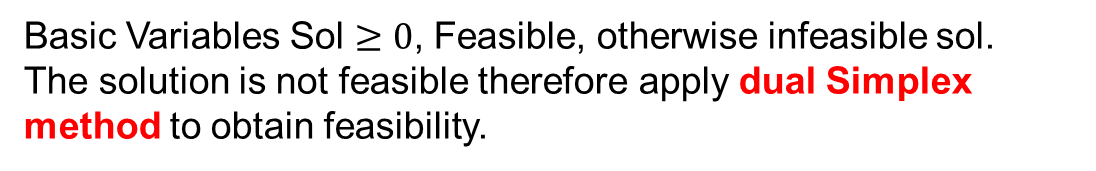 Basic Variables Sol ≥ 0, Feasible, otherwise infeasible sol.
The solution is not feasible therefore apply dual Simplex
method to obtain feasibility.